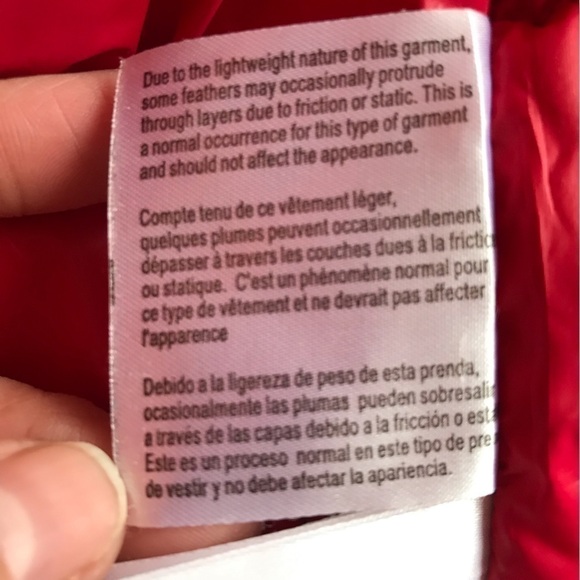 Due to the lightweight nature of this garment,
some feathers may occasionally protrude
through layers due to friction or static. This is
a normal occurrence for this type of garment
and should not affect the appearance.
Compte tenu de ce vêtement léger,
quelques plumes peuvent occasionnellement
dépasser à travers les couches dues à la frictio
ou statique. C'est un phénomène normal pour
ce type de vêtement et ne devrait pas affecter
l'apparence
Debido a la ligereza de peso de esta prenda,
ocasionalmente las plumas pueden sobresali
a través de las capas debido a la fricción o está
Este es un proceso normal en este tipo de pre
de vestir y no debe afectar la apariencia.